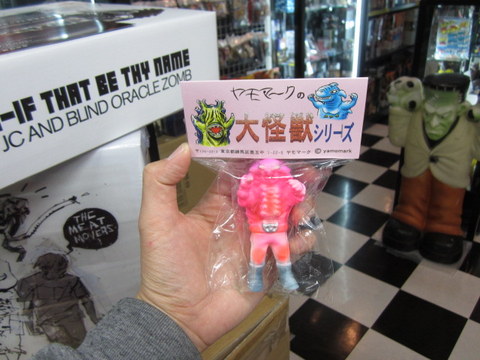 -IF THAT BE THY NAME
JC AND BLIND ORACLE ZOMB
ヤモマークの
大怪獣シリーズ
© yamomark
THE
MEAT